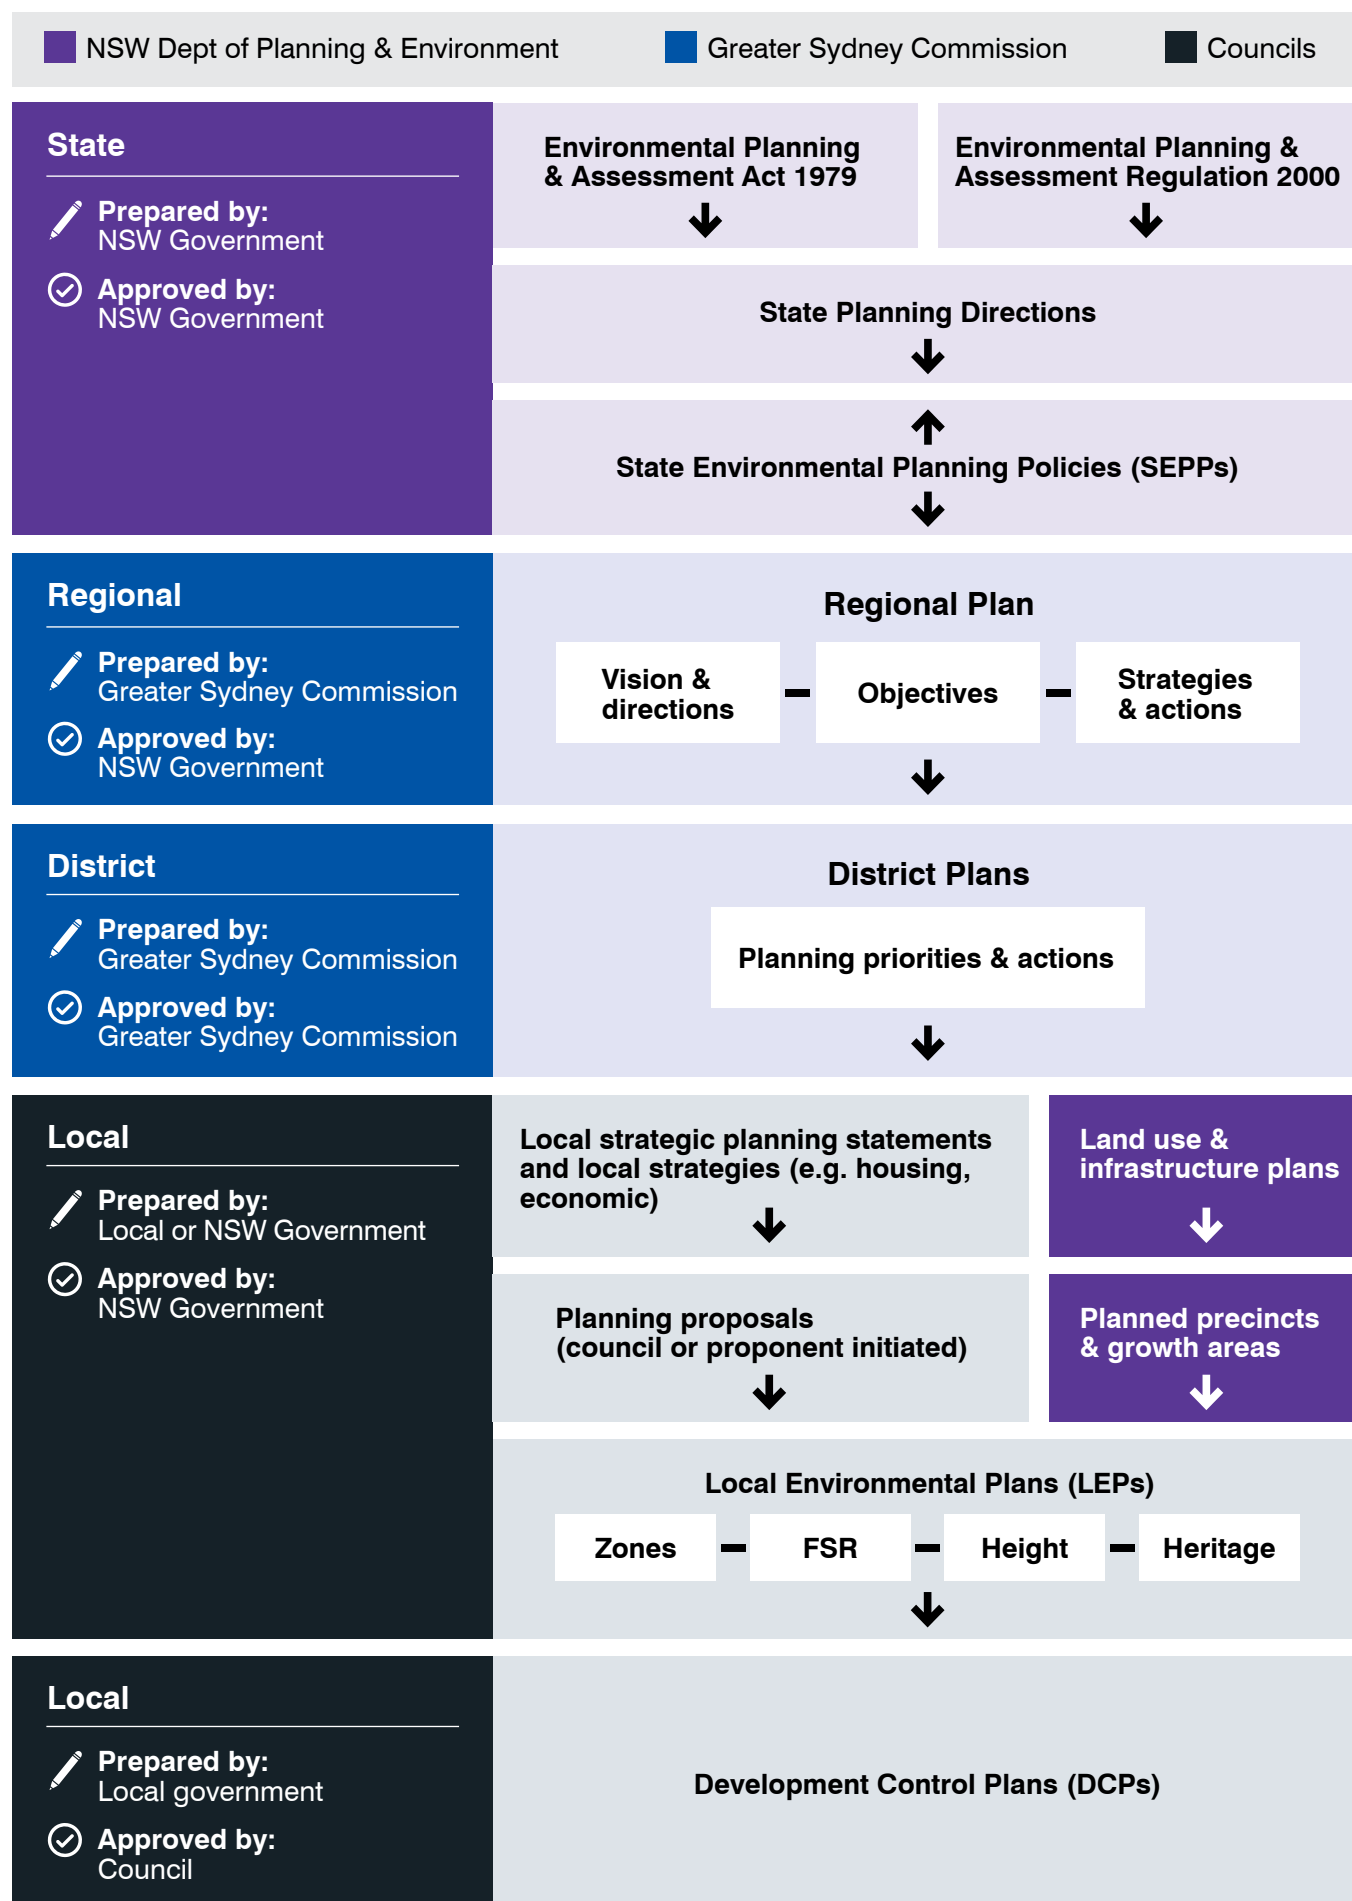 NSW Dept of Planning & Environment
Greater Sydney Commission
Councils
State
Prepared by:
NSW Government
Approved by:
NSW Government
Environmental Planning
& Assessment Act 1979
Environmental Planning &
Assessment Regulation 2000
State Planning Directions
State Environmental Planning Policies (SEPPs)
Regional
Prepared by:
Greater Sydney Commission
Approved by:
NSW Government
Regional Plan
Vision &
directions
Objectives
Strategies
& actions
District
Prepared by:
Greater Sydney Commission
Approved by:
Greater Sydney Commission
District Plans
Planning priorities & actions
Local
Prepared by:
Local or NSW Government
Approved by:
NSW Government
Local strategic planning statements
and local strategies (e.g. housing,
economic)
Land use &
infrastructure plans
Planning proposals
(council or proponent initiated)
Planned precincts
& growth areas
Local Environmental Plans (LEPs)
Zones
FSR
Height
Heritage
Local
Prepared by:
Local government
Approved by:
Council
Development Control Plans (DCPs)